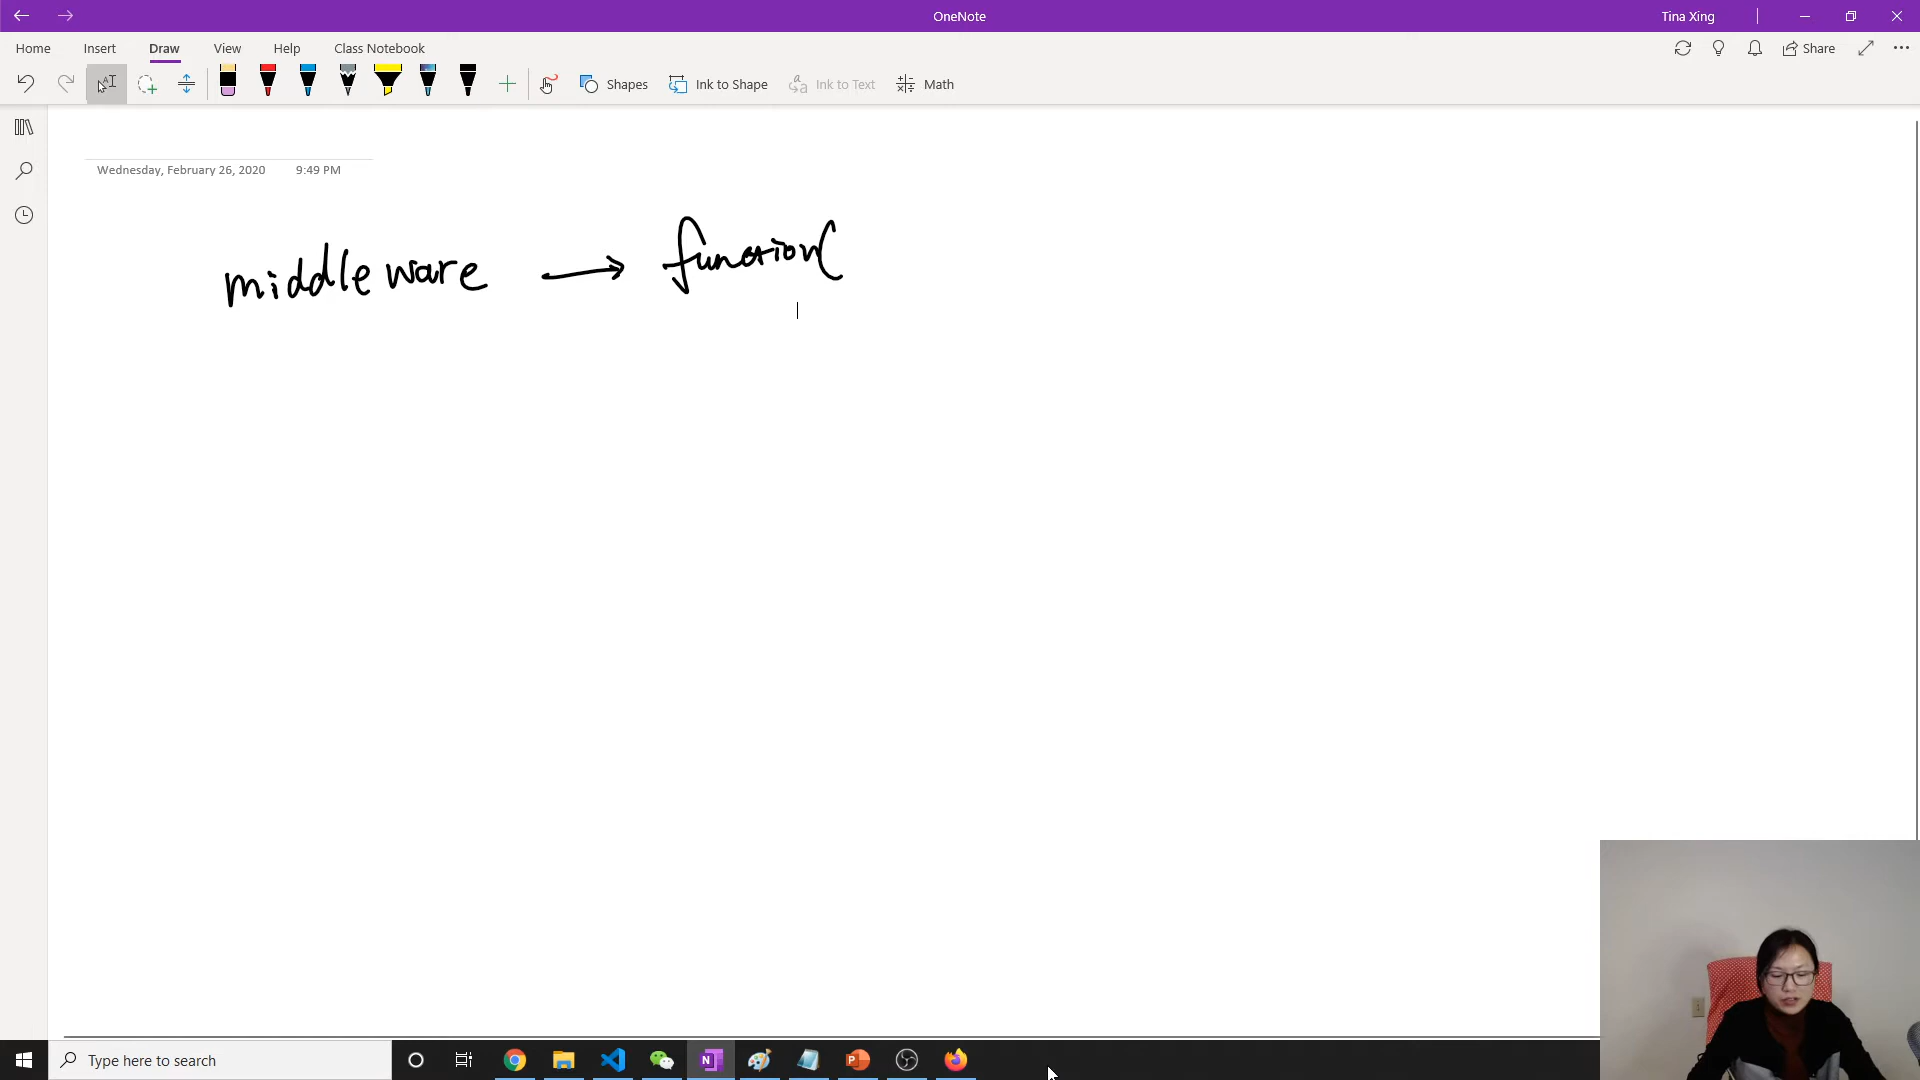 OneNote
Tina Xing
Home Insert Draw View Help Class Notebook
Share
Shapes Ink to Shape Ink to Text Math
Wednesday, February 26, 2020 9:49 PM
middleware → function(
Type here to search